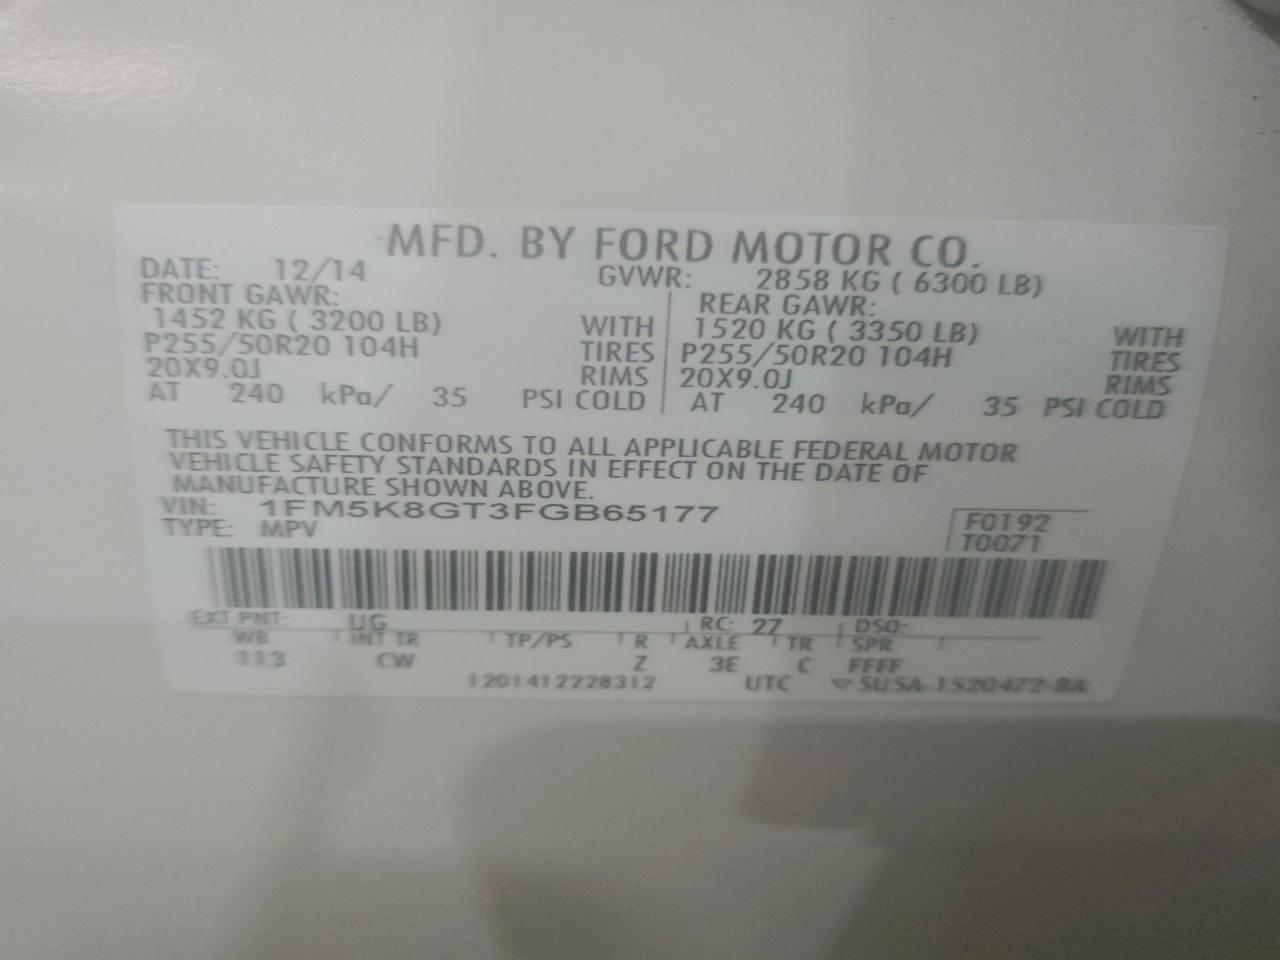 MFD. BY FORD MOTOR CO.
DATE: 12/14 GVWR: 2858 KG ( 6300 LB)
FRONT GAWR: REAR GAWR:
1452 KG ( 3200 LB) WITH 1520 KG ( 3350 LB) WITH
P255/50R20 104H TIRES P255/50R20 104H TIRES
20X9.0J RIMS 20X9.0J RIMS
AT 240 kPa/ 35 PSI COLD AT 240 kPa/ 35 PSI COLD
THIS VEHICLE CONFORMS TO ALL APPLICABLE FEDERAL MOTOR
VEHICLE SAFETY STANDARDS IN EFFECT ON THE DATE OF
MANUFACTURE SHOWN ABOVE.
VIN: 1FM5K8GT3FGB65177
TYPE: MPV F0192
T0071
EXT PNT: UG RC: 27 DSO:
WB INT TR TP/PS R AXLE TR SPR
113 CW Z 3E C FFFF
1201412228312 UTC 5U5A-1520472-BA